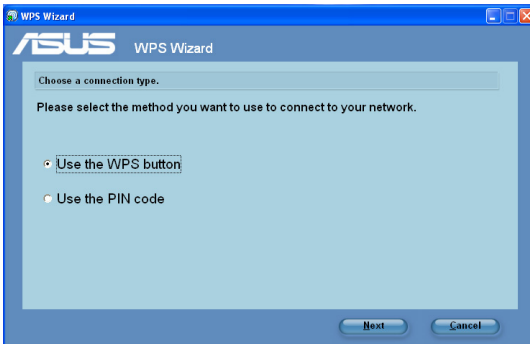 WPS Wizard
ASUS WPS Wizard
Choose a connection type.
Please select the method you want to use to connect to your network.
Use the WPS button
Use the PIN code
Next Cancel